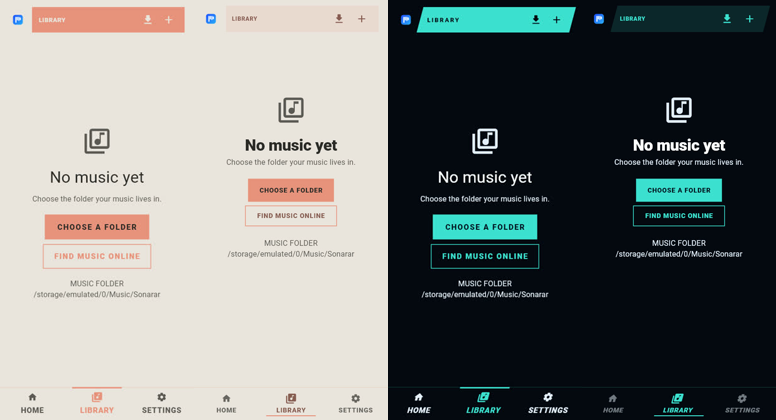 LIBRARY
No music yet
Choose the folder your music lives in.
CHOOSE A FOLDER
FIND MUSIC ONLINE
MUSIC FOLDER
/storage/emulated/0/Music/Sonarar
HOME
LIBRARY
SETTINGS
LIBRARY
No music yet
Choose the folder your music lives in.
CHOOSE A FOLDER
FIND MUSIC ONLINE
MUSIC FOLDER
/storage/emulated/0/Music/Sonarar
HOME
LIBRARY
SETTINGS
LIBRARY
No music yet
Choose the folder your music lives in.
CHOOSE A FOLDER
FIND MUSIC ONLINE
MUSIC FOLDER
/storage/emulated/0/Music/Sonarar
HOME
LIBRARY
SETTINGS
LIBRARY
No music yet
Choose the folder your music lives in.
CHOOSE A FOLDER
FIND MUSIC ONLINE
MUSIC FOLDER
/storage/emulated/0/Music/Sonarar
HOME
LIBRARY
SETTINGS